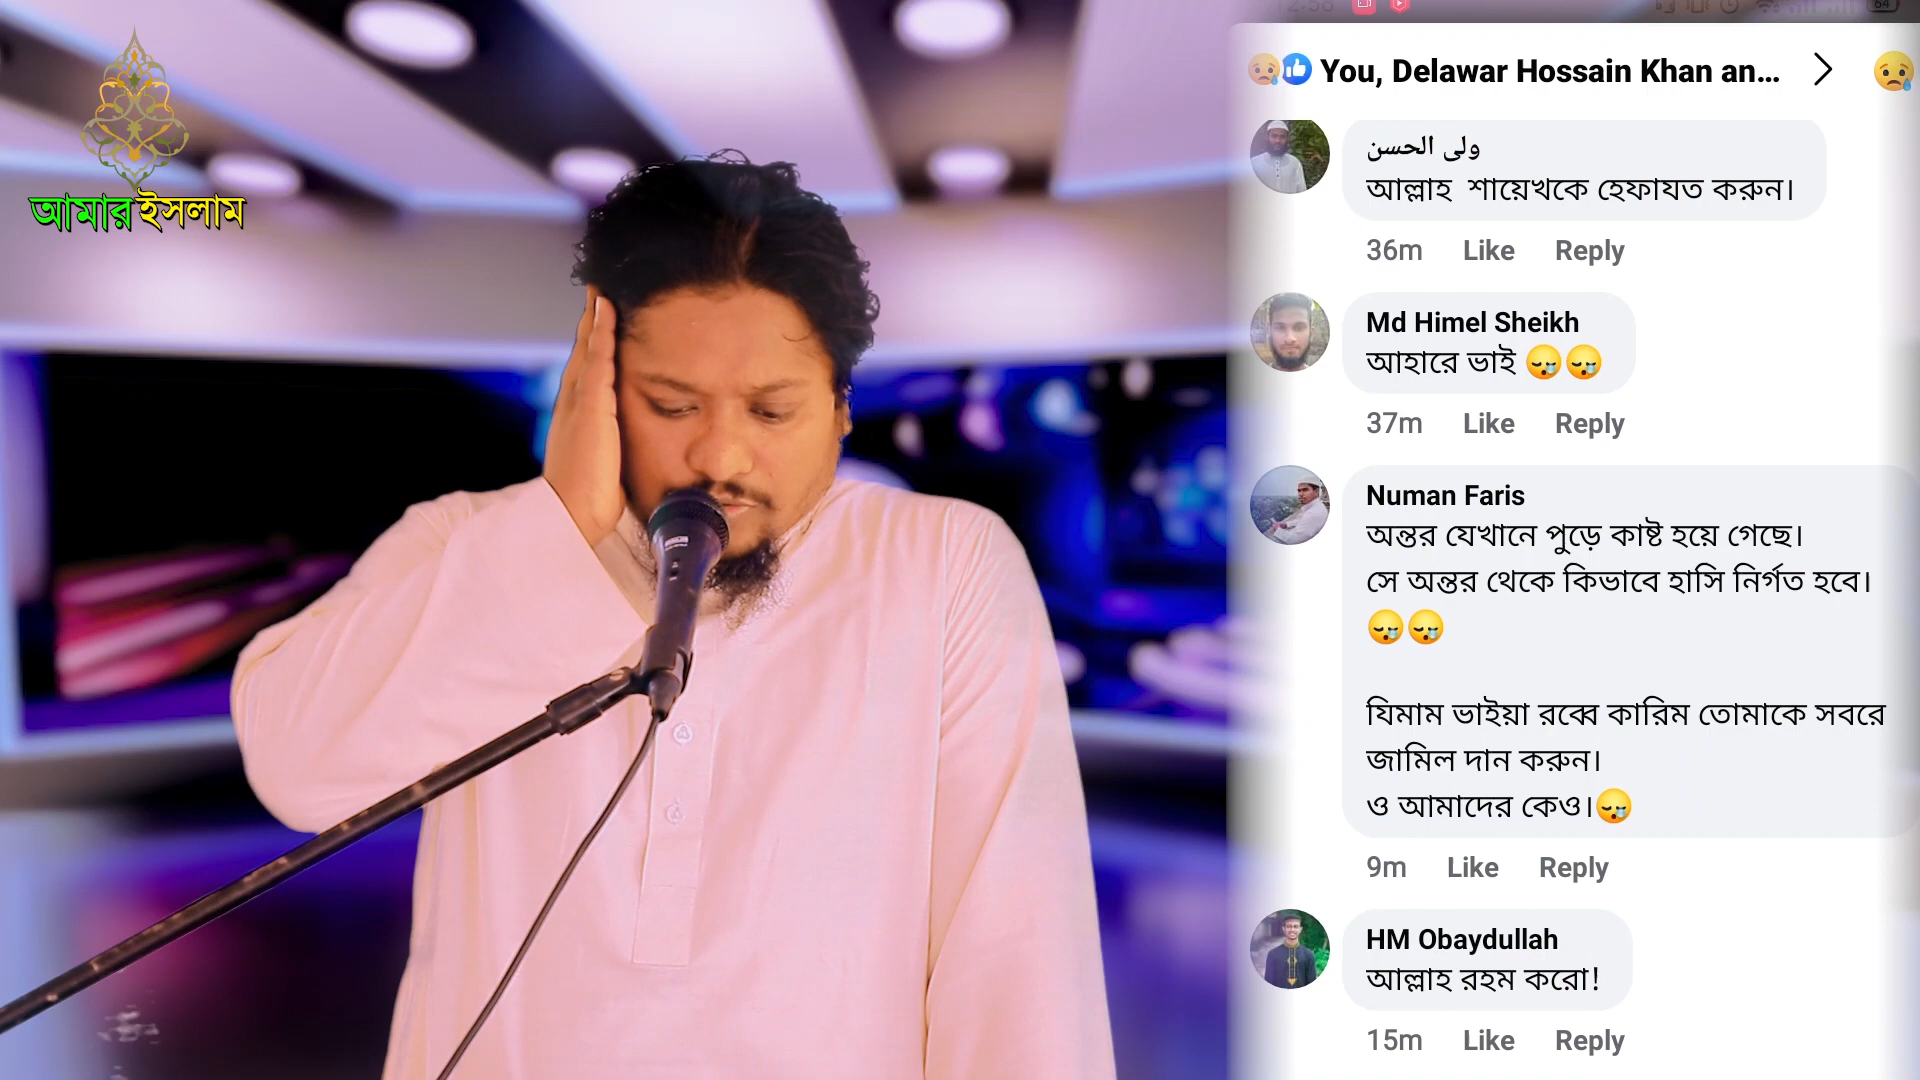 আমার ইসলাম
64
You, Delawar Hossain Khan an...
ولى الحسن
আল্লাহ শায়েখকে হেফাযত করুন।
36m Like Reply
Md Himel Sheikh
আহারে ভাই 😪😪
37m Like Reply
Numan Faris
অন্তর যেখানে পুড়ে কাষ্ট হয়ে গেছে।
সে অন্তর থেকে কিভাবে হাসি নির্গত হবে।
😪😪
যিমাম ভাইয়া রব্বে কারিম তোমাকে সবরে
জামিল দান করুন।
ও আমাদের কেও।😪
9m Like Reply
HM Obaydullah
আল্লাহ রহম করো!
15m Like Reply